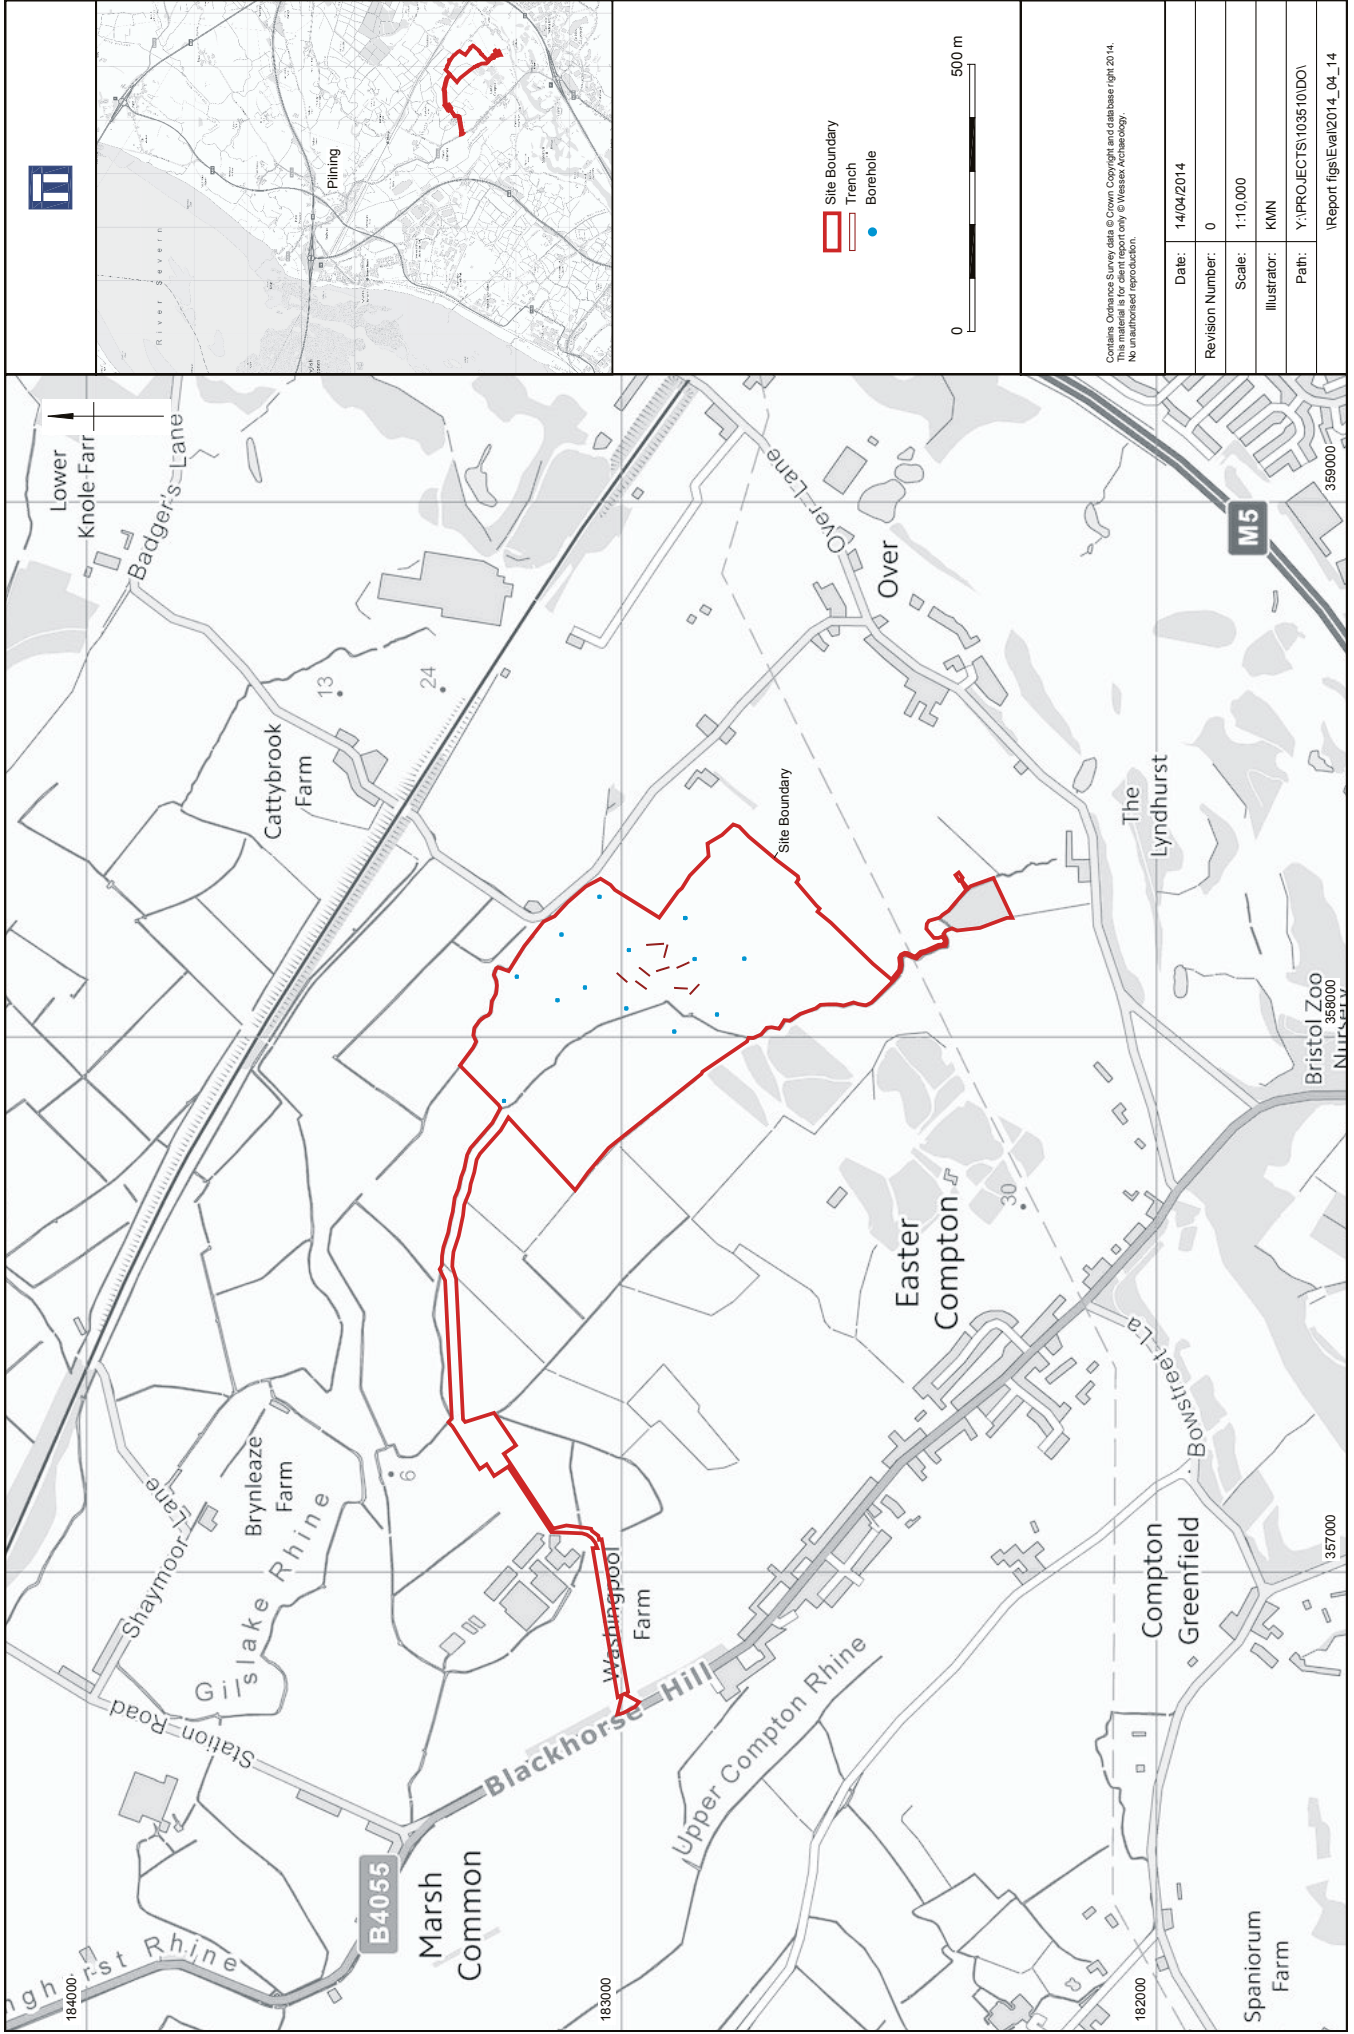 Lower
Knole Farr
Badger's Lane
13
24
Cattybrook
Farm
Over Lane
Over
M5
359000
Site Boundary
The
Lyndhurst
Bristol Zoo
358000
Easter
Compton
30
Bowstreet La
Brynleaze
Farm
Shaymoor Lane
Gilslake Rhine
6
Station Road
Washingpool
Farm
Blackhorse Hill
Upper Compton Rhine
Compton
Greenfield
357000
B4055
Marsh
Common
Spaniorum
Farm
184000
183000
182000
River Severn
Pilning
Site Boundary
Trench
Borehole
0
500 m
Contains Ordnance Survey data © Crown Copyright and database right 2014.
This material is for client report only © Wessex Archaeology.
No unauthorised reproduction.
Date: 14/04/2014
Revision Number: 0
Scale: 1:10,000
Illustrator: KMN
Path: Y:\PROJECTS\103510\DO\
\Report figs\Eval\2014_04_14